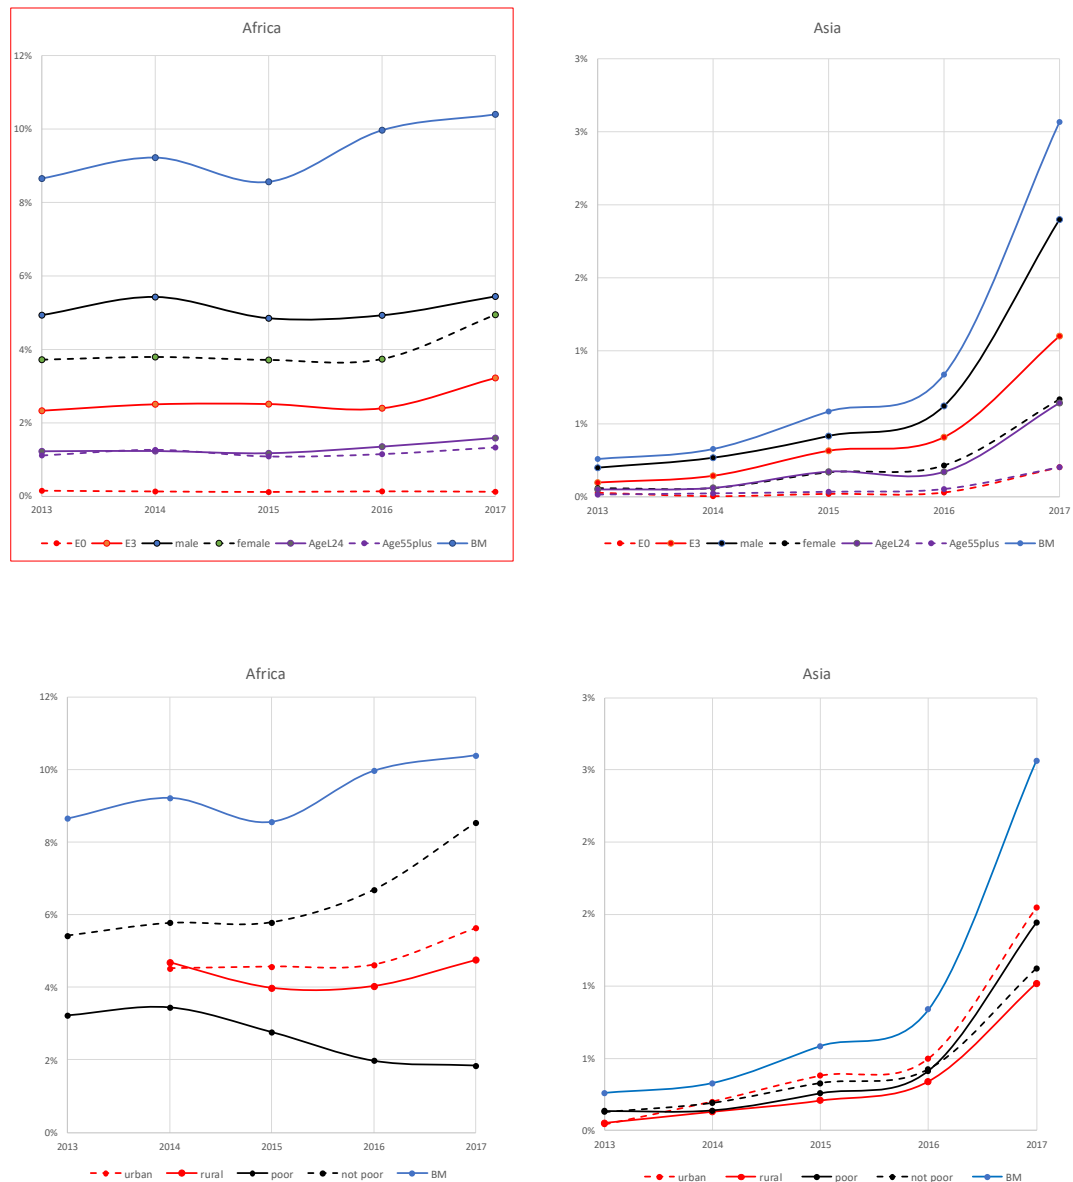 Africa
12%
10%
8%
6%
4%
2%
0%
2013 2014 2015 2016 2017
E0 E3 male female AgeL24 Age55plus BM
Asia
3%
3%
2%
2%
1%
1%
0%
2013 2014 2015 2016 2017
E0 E3 male female AgeL24 Age55plus BM
Africa
12%
10%
8%
6%
4%
2%
0%
2013 2014 2015 2016 2017
urban rural poor not poor BM
Asia
3%
3%
2%
2%
1%
1%
0%
2013 2014 2015 2016 2017
urban rural poor not poor BM